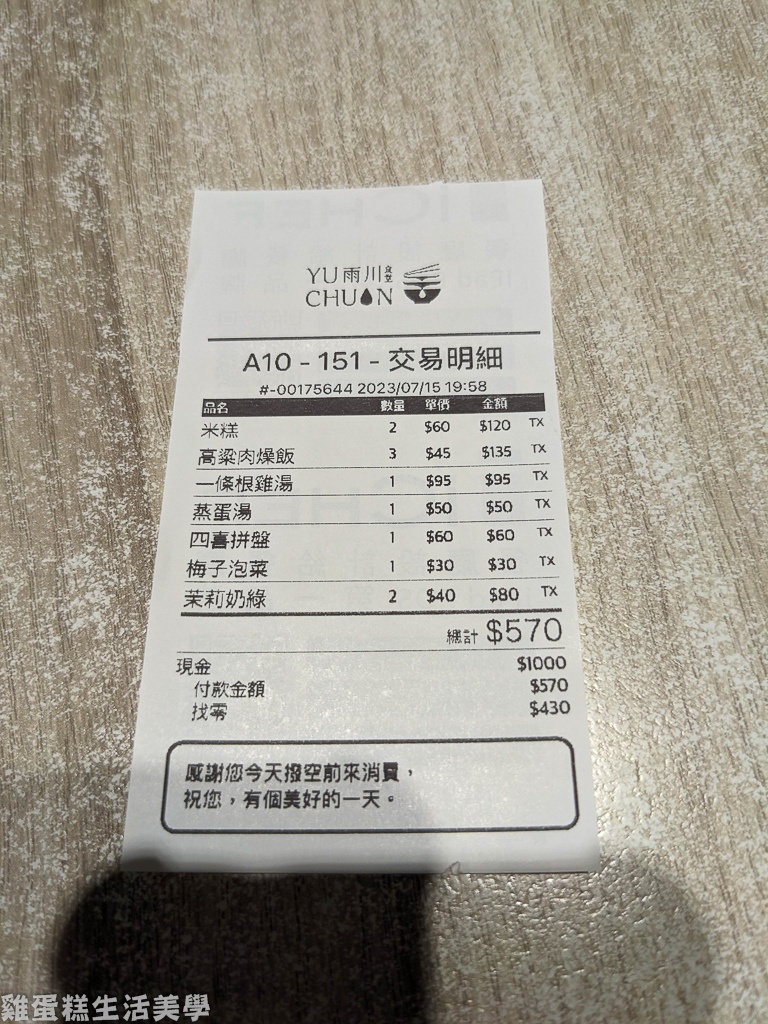 YU雨川食堂
CHUAN
A10 - 151 - 交易明細
#-00175644 2023/07/15 19:58
品名 數量 單價 金額
米糕 2 $60 $120 TX
高粱肉燥飯 3 $45 $135 TX
一條根雞湯 1 $95 $95 TX
蒸蛋湯 1 $50 $50 TX
四喜拼盤 1 $60 $60 TX
梅子泡菜 1 $30 $30 TX
茉莉奶綠 2 $40 $80 TX
總計 $570
現金 $1000
付款金額 $570
找零 $430
感謝您今天撥空前來消費，
祝您，有個美好的一天。
雞蛋糕生活美學